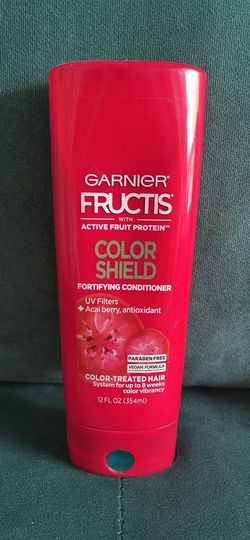 GARNIER®
FRUCTIS®
WITH
ACTIVE FRUIT PROTEIN™
COLOR
SHIELD
FORTIFYING CONDITIONER
UV Filters
+ Acai berry, antioxidant
PARABEN FREE
VEGAN FORMULA
COLOR-TREATED HAIR
System for up to 8 weeks
color vibrancy
12 FL OZ (354ml)